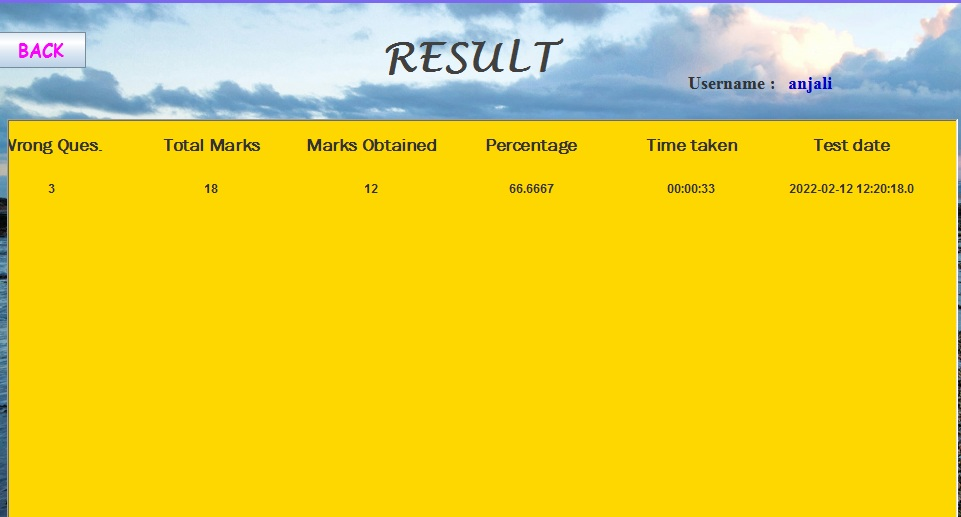 BACK
RESULT
Username : anjali
Wrong Ques. Total Marks Marks Obtained Percentage Time taken Test date
3 18 12 66.6667 00:00:33 2022-02-12 12:20:18.0